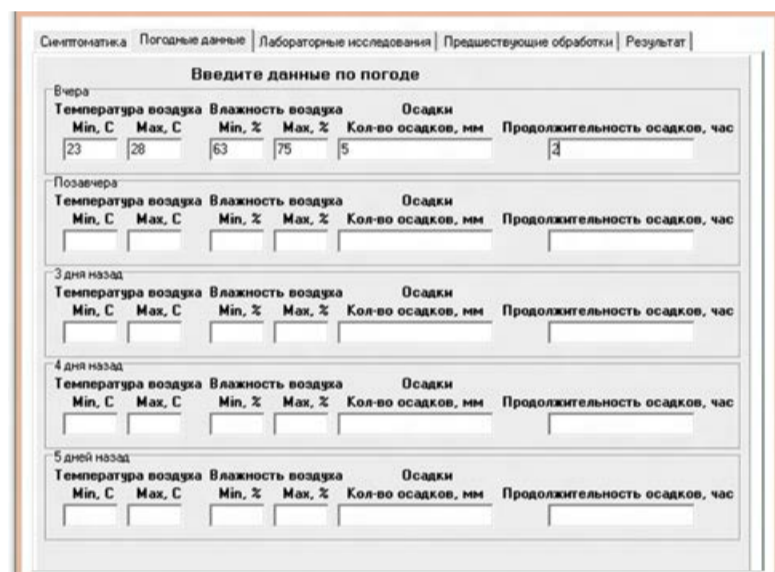 Симптоматика Погодные данные Лабораторные исследования Предшествующие обработки Результат
Введите данные по погоде
Вчера
Температура воздуха Влажность воздуха Осадки
Min, C Max, C Min, % Max, % Кол-во осадков, мм Продолжительность осадков, час
23 28 63 75 5 2
Позавчера
Температура воздуха Влажность воздуха Осадки
Min, C Max, C Min, % Max, % Кол-во осадков, мм Продолжительность осадков, час
3 дня назад
Температура воздуха Влажность воздуха Осадки
Min, C Max, C Min, % Max, % Кол-во осадков, мм Продолжительность осадков, час
4 дня назад
Температура воздуха Влажность воздуха Осадки
Min, C Max, C Min, % Max, % Кол-во осадков, мм Продолжительность осадков, час
5 дней назад
Температура воздуха Влажность воздуха Осадки
Min, C Max, C Min, % Max, % Кол-во осадков, мм Продолжительность осадков, час